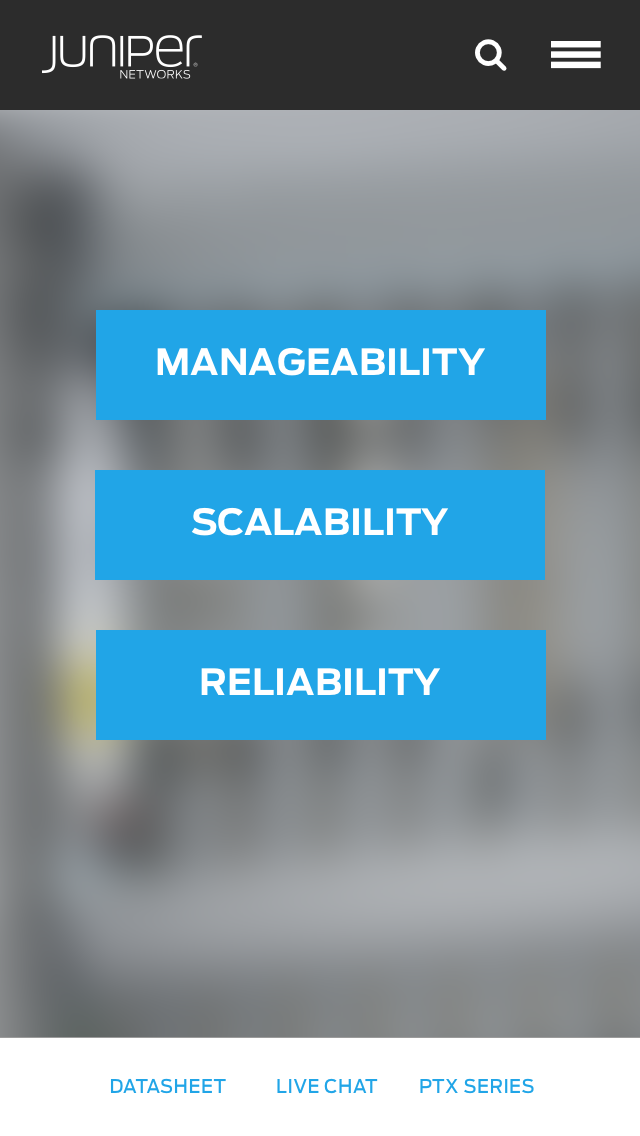 JUNIPER
NETWORKS®
MANAGEABILITY
SCALABILITY
RELIABILITY
DATASHEET LIVE CHAT PTX SERIES